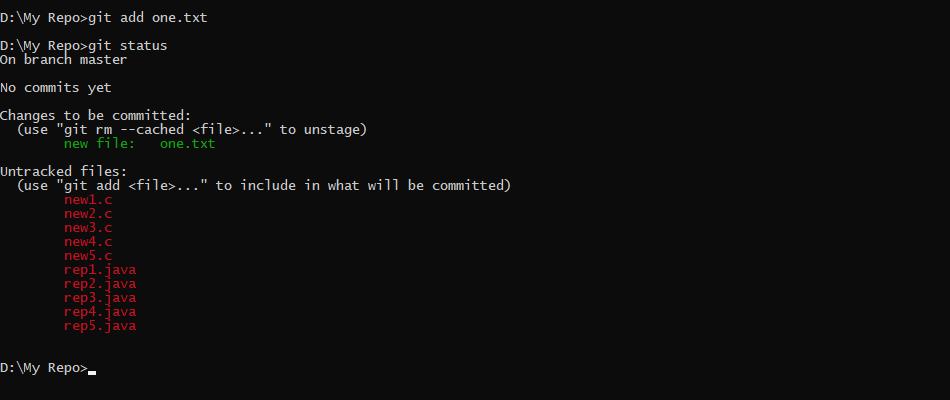 D:\My Repo>git add one.txt
D:\My Repo>git status
On branch master
No commits yet
Changes to be committed:
  (use "git rm --cached <file>..." to unstage)
        new file:   one.txt
Untracked files:
  (use "git add <file>..." to include in what will be committed)
        new1.c
        new2.c
        new3.c
        new4.c
        new5.c
        rep1.java
        rep2.java
        rep3.java
        rep4.java
        rep5.java
D:\My Repo>